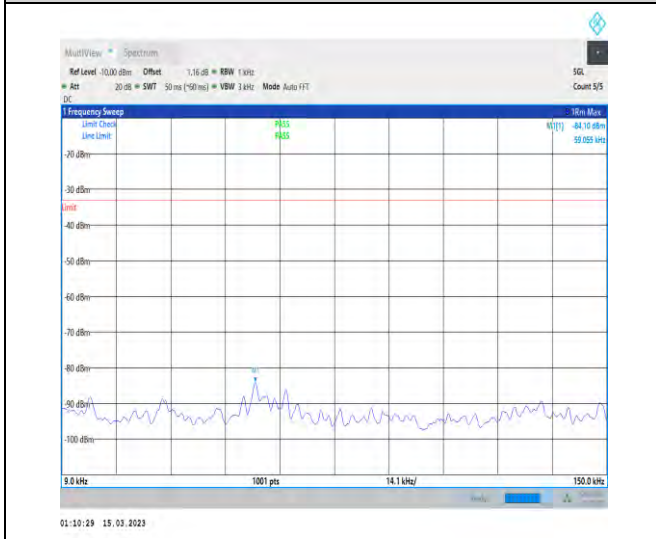 MultiView Spectrum
Ref Level -10.00 dBm Offset 1.16 dB RBW 1 kHz SGL
Att 20 dB SWT 50 ms (~60 ms) VBW 3 kHz Mode Auto FFT Count 5/5
DC
1 Frequency Sweep 1Rm Max
Limit Check PASS M1[1] -84.10 dBm
Line Limit PASS 59.055 kHz
-20 dBm
-30 dBm
Limit
-40 dBm
-50 dBm
-60 dBm
-70 dBm
-80 dBm
M1
-90 dBm
-100 dBm
9.0 kHz 1001 pts 14.1 kHz/ 150.0 kHz
01:10:29 15.03.2023